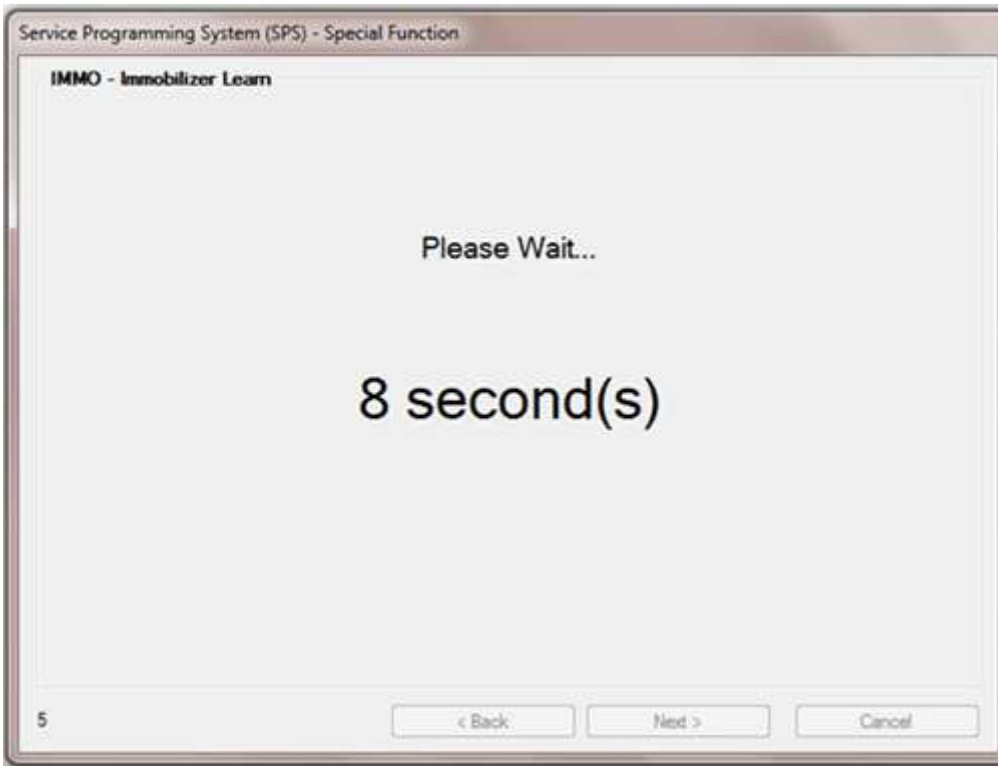 Service Programming System (SPS) - Special Function
IMMO - Immobilizer Learn
Please Wait...
8 second(s)
5
< Back
Next >
Cancel